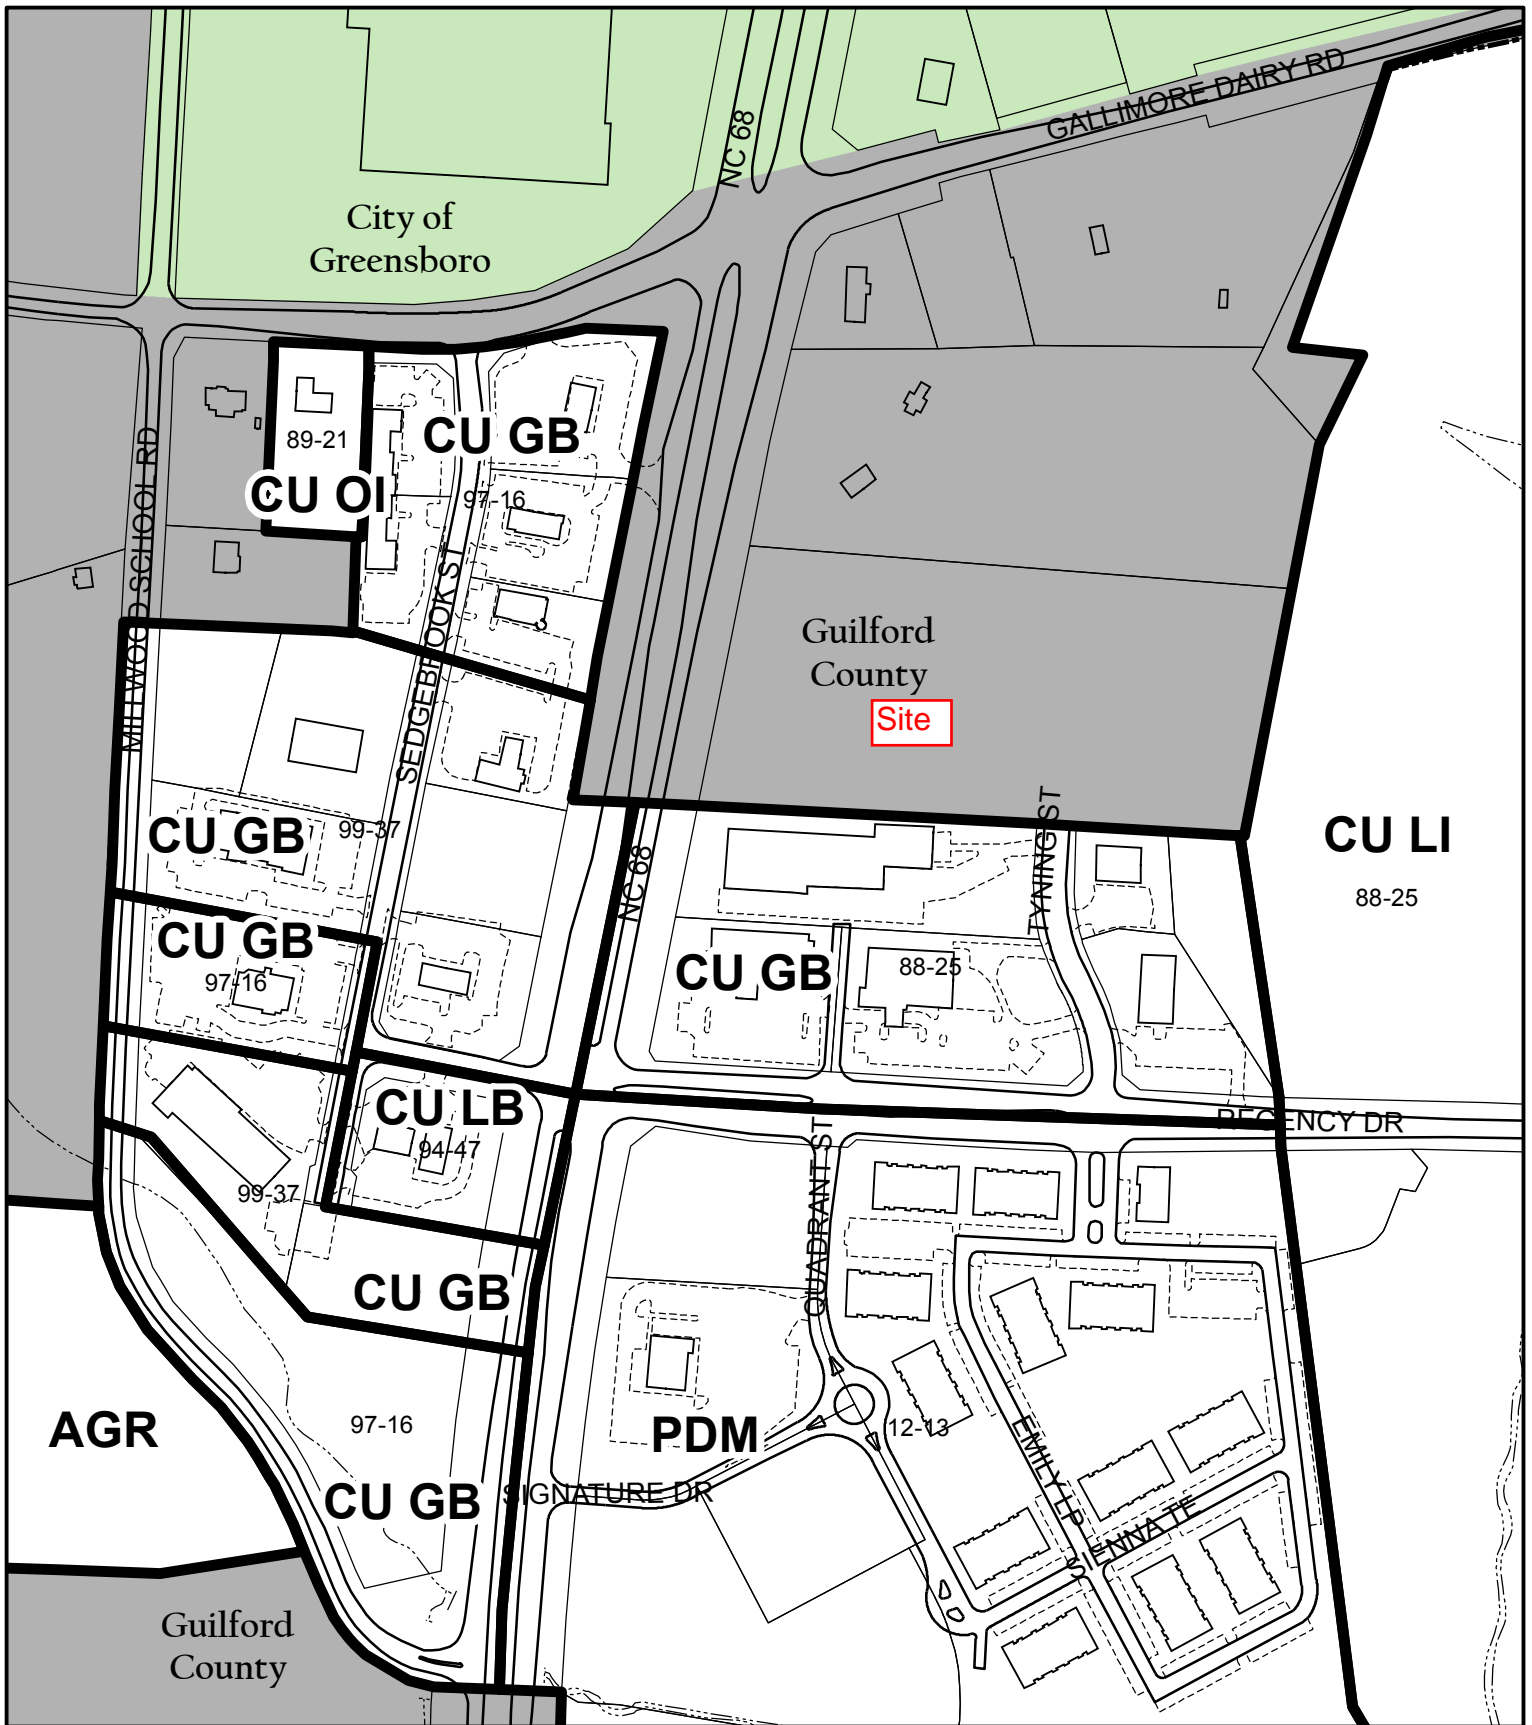 GALLIMORE DAIRY RD
NC 68
City of
Greensboro
89-21
CU GB
CU OI
97-16
MILLWOOD SCHOOL RD
SEDGEBROOK ST
Guilford
County
Site
CU GB
99-37
NC 68
TYNING ST
CU LI
88-25
CU GB
97-16
CU GB
88-25
CU LB
94-47
REGENCY DR
99-37
QUADRANT ST
CU GB
AGR
97-16
PDM
12-13
CU GB
SIGNATURE DR
EMILY LP
SIENNA TE
Guilford
County